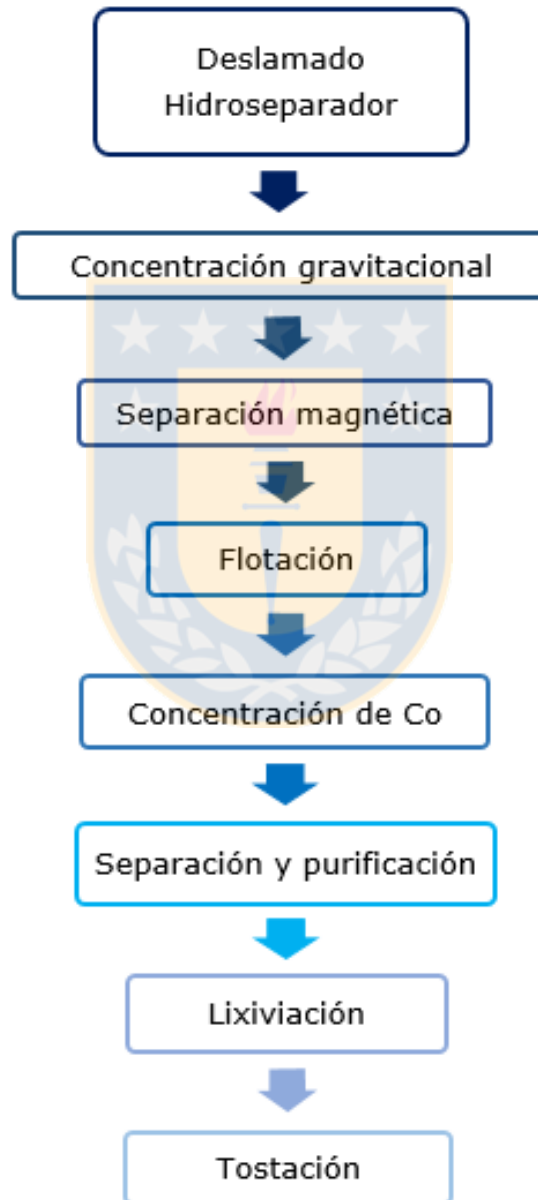 Deslamado
Hidroseparador
Concentración gravitacional
Separación magnética
Flotación
Concentración de Co
Separación y purificación
Lixiviación
Tostación